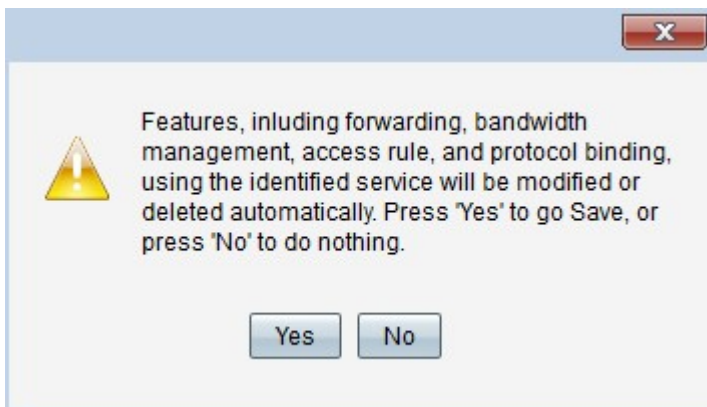 Features, inluding forwarding, bandwidth
management, access rule, and protocol binding,
using the identified service will be modified or
deleted automatically. Press 'Yes' to go Save, or
press 'No' to do nothing.
Yes No